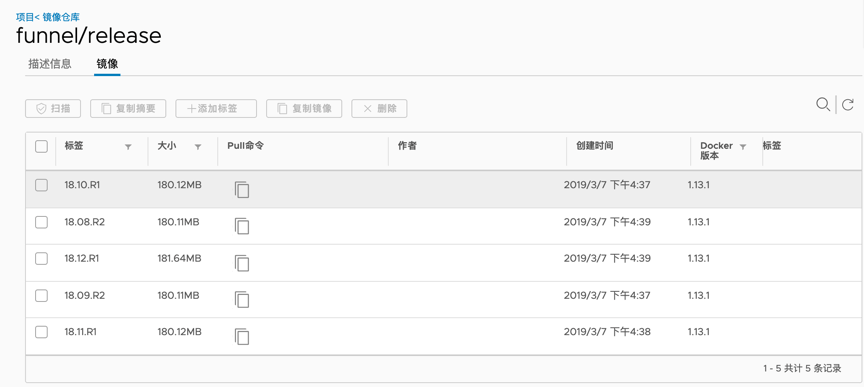 项目< 镜像仓库
funnel/release
描述信息 镜像
扫描 复制摘要 +添加标签 复制镜像 × 删除
标签 大小 Pull命令 作者 创建时间 Docker 版本 标签
18.10.R1 180.12MB 2019/3/7 下午4:37 1.13.1
18.08.R2 180.11MB 2019/3/7 下午4:39 1.13.1
18.12.R1 181.64MB 2019/3/7 下午4:39 1.13.1
18.09.R2 180.11MB 2019/3/7 下午4:37 1.13.1
18.11.R1 180.12MB 2019/3/7 下午4:38 1.13.1
1 - 5 共计 5 条记录